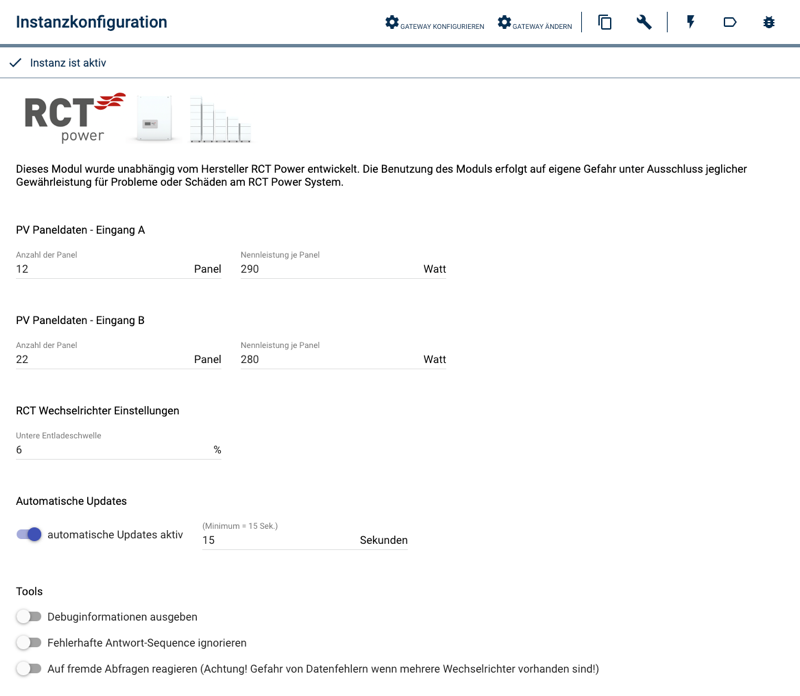 Instanzkonfiguration
GATEWAY KONFIGURIEREN
GATEWAY ÄNDERN
Instanz ist aktiv
RCT
power
Dieses Modul wurde unabhängig vom Hersteller RCT Power entwickelt. Die Benutzung des Moduls erfolgt auf eigene Gefahr unter Ausschluss jeglicher
Gewährleistung für Probleme oder Schäden am RCT Power System.
PV Paneldaten - Eingang A
Anzahl der Panel
Nennleistung je Panel
12 Panel
290 Watt
PV Paneldaten - Eingang B
Anzahl der Panel
Nennleistung je Panel
22 Panel
280 Watt
RCT Wechselrichter Einstellungen
Untere Entladeschwelle
6 %
Automatische Updates
automatische Updates aktiv
(Minimum = 15 Sek.)
15 Sekunden
Tools
Debuginformationen ausgeben
Fehlerhafte Antwort-Sequence ignorieren
Auf fremde Abfragen reagieren (Achtung! Gefahr von Datenfehlern wenn mehrere Wechselrichter vorhanden sind!)